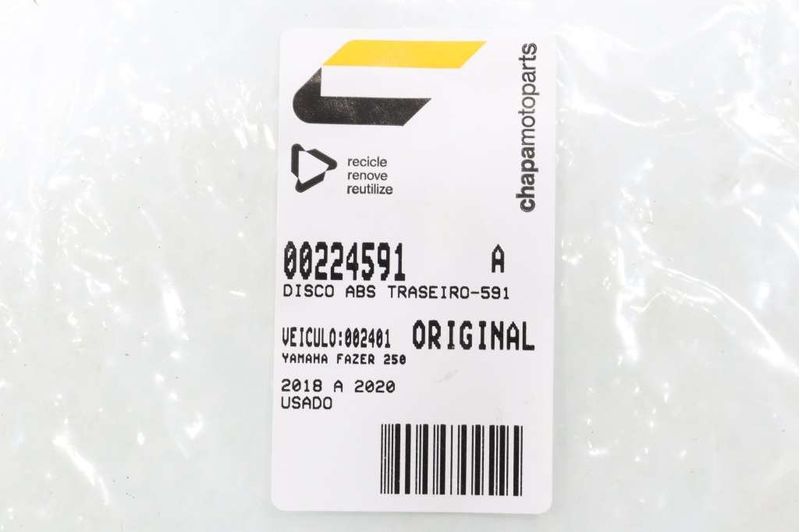 chapamotoparts
recicle
renove
reutilize
00224591 A
DISCO ABS TRASEIRO-591
VEICULO:002401 ORIGINAL
YAMAHA FAZER 250
2018 A 2020
USADO